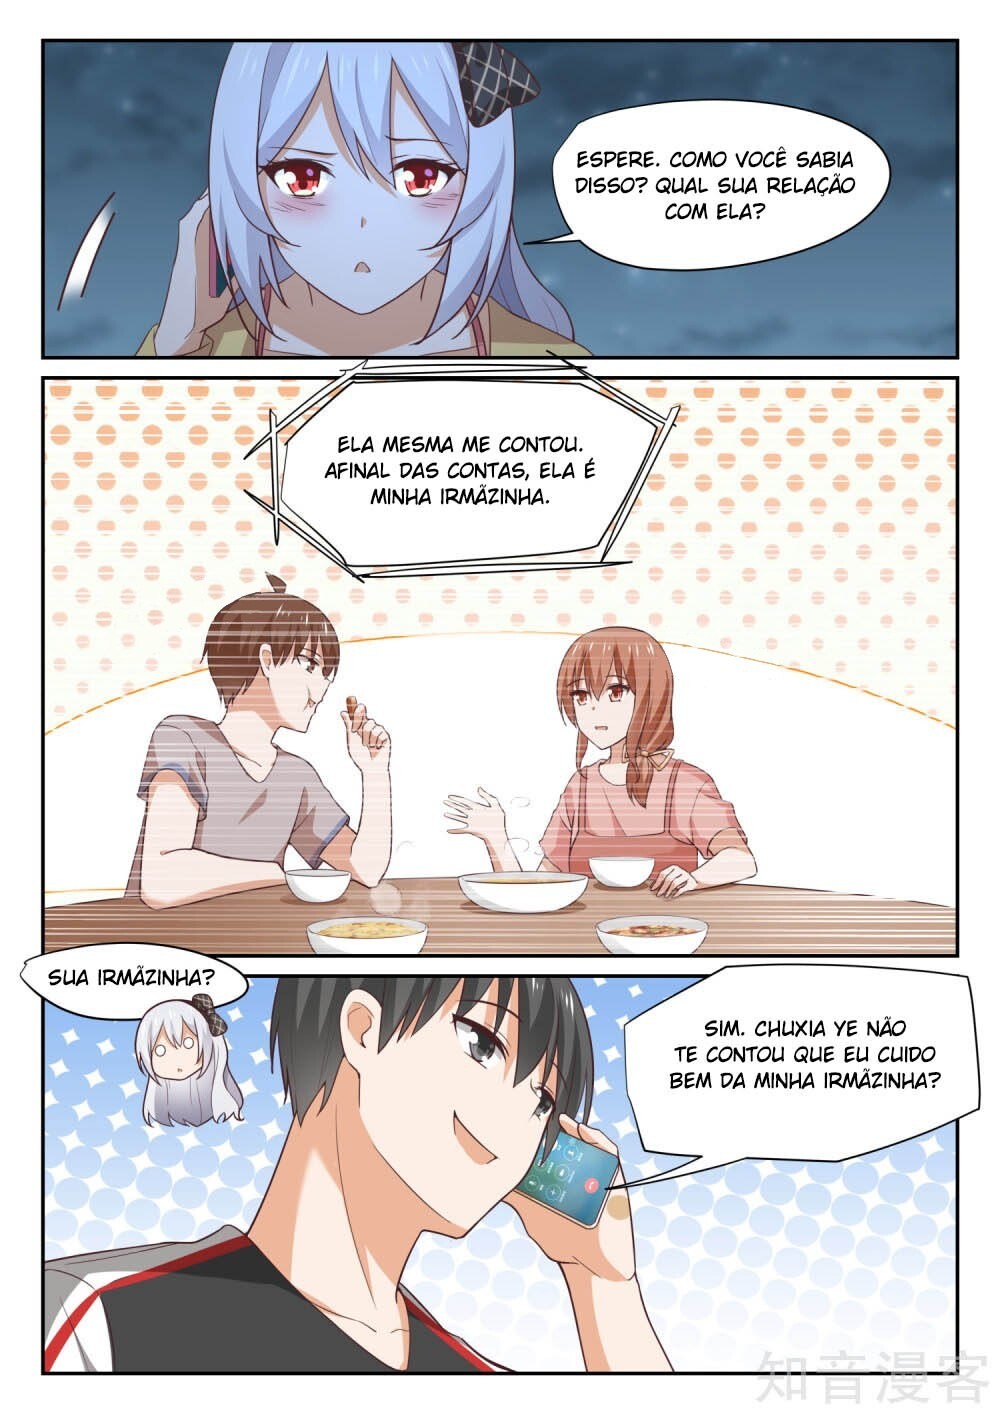 ESPERE. COMO VOCÊ SABIA
DISSO? QUAL SUA RELAÇÃO
COM ELA?
ELA MESMA ME CONTOU.
AFINAL DAS CONTAS, ELA É
MINHA IRMÃZINHA.
SUA IRMÃZINHA?
SIM. CHUXIA YE NÃO
TE CONTOU QUE EU CUIDO
BEM DA MINHA IRMÃZINHA?
知音漫客